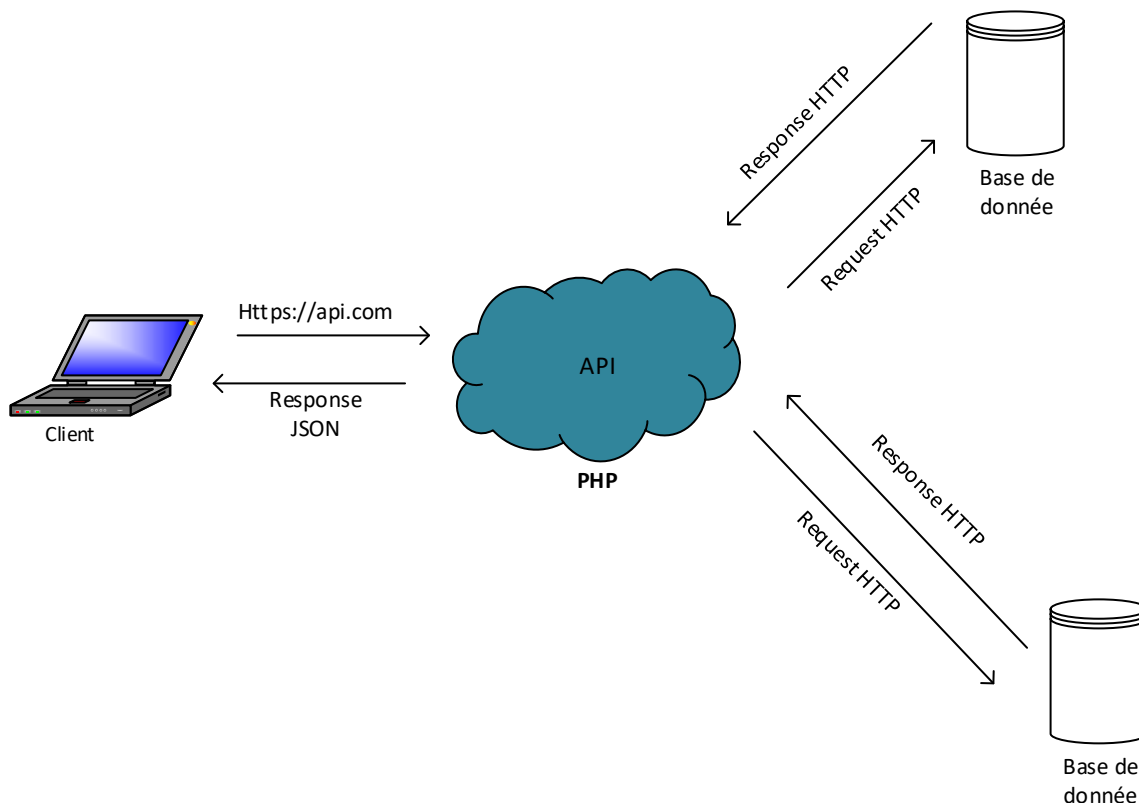 Response HTTP
Request HTTP
Base de
donnée
Https://api.com
Response
JSON
Client
API
PHP
Response HTTP
Request HTTP
Base de
donnée